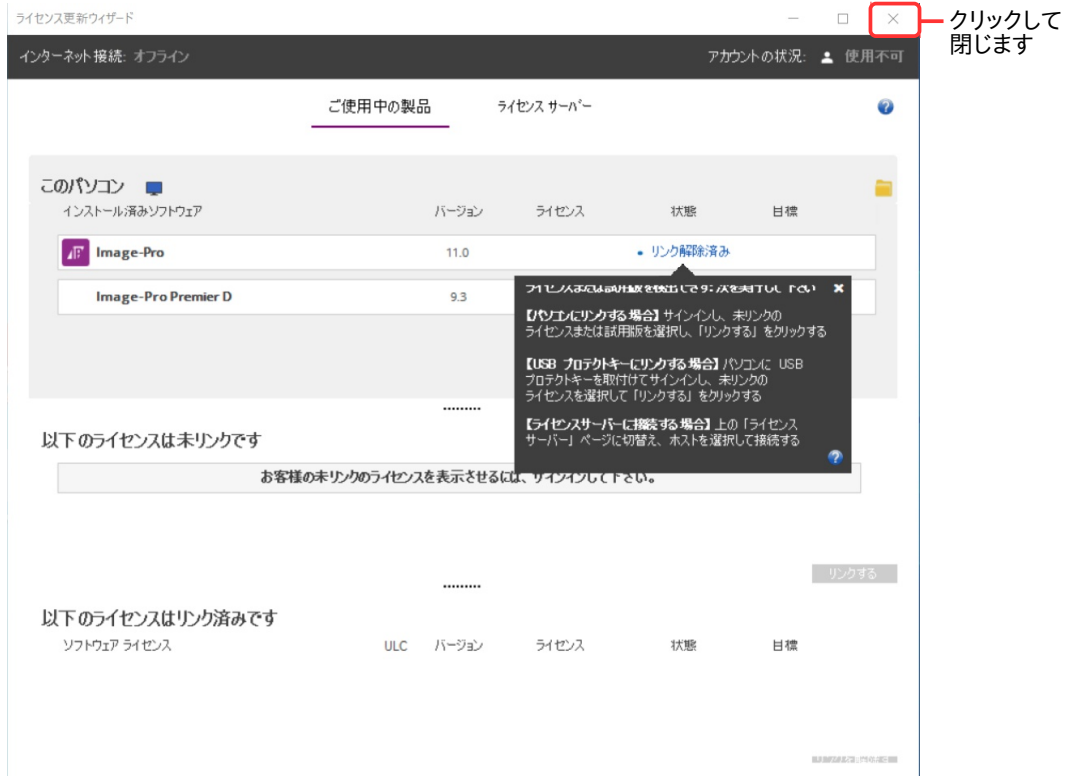 ライセンス更新ウィザード
クリックして
閉じます
インターネット接続: オフライン
アカウントの状況: 使用不可
ご使用中の製品 ライセンス サーバー
このパソコン
インストール済みソフトウェア バージョン ライセンス 状態 目標
Image-Pro 11.0 • リンク解除済み
Image-Pro Premier D 9.3
【パソコンにリンクする場合】サインインし、未リンクの
ライセンスまたは試用版を選択し、「リンクする」をクリックする
【USB プロテクトキーにリンクする場合】パソコンに USB
プロテクトキーを取付けてサインインし、未リンクの
ライセンスを選択して「リンクする」をクリックする
【ライセンスサーバーに接続する場合】上の「ライセンス
サーバー」ページに切替え、ホストを選択して接続する
以下のライセンスは未リンクです
お客様の未リンクのライセンスを表示させるには、サインインして下さい。
リンクする
以下のライセンスはリンク済みです
ソフトウェア ライセンス ULC バージョン ライセンス 状態 目標